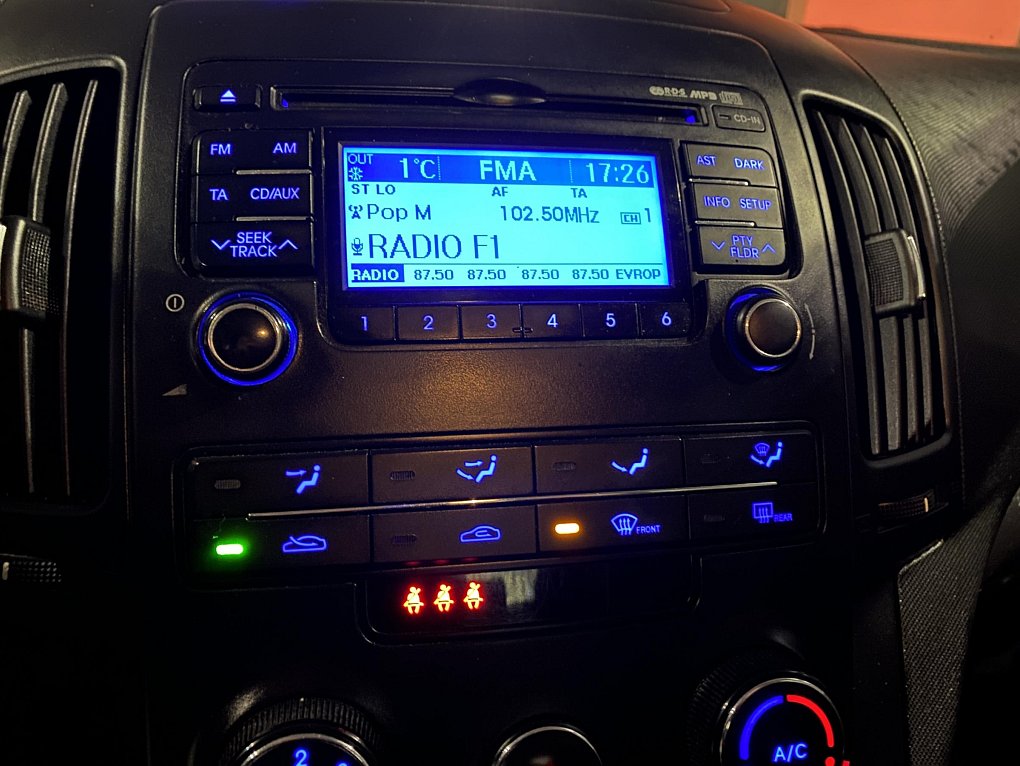 R·D·S MP3
CD-IN
FM AM
TA CD/AUX
SEEK
TRACK
OUT 1°C FMA 17:26
ST LO AF TA
Pop M 102.50MHz CH 1
RADIO F1
RADIO 87.50 87.50 87.50 87.50 EVROP
AST DARK
INFO SETUP
PTY
FLDR
1 2 3 4 5 6
FRONT
REAR
2
A/C